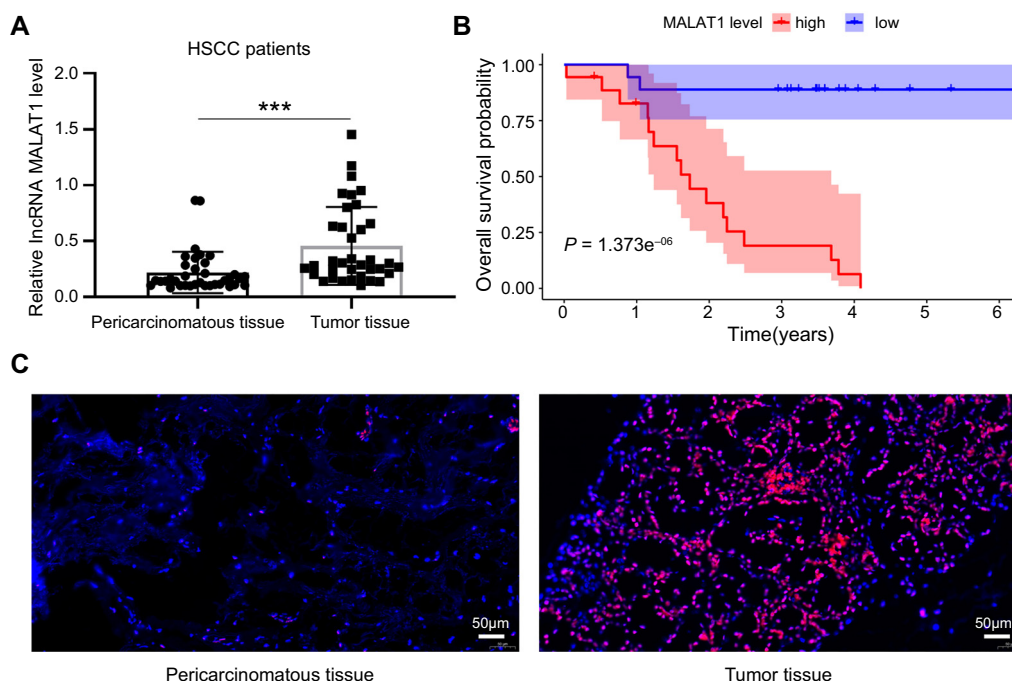 A
HSCC patients
Relative lncRNA MALAT1 level
2.0
1.5
1.0
0.5
0.0
***
Pericarcinomatous tissue
Tumor tissue
B
MALAT1 level high low
Overall survival probability
1.00
0.75
0.50
0.25
0.00
P = 1.373e−06
0 1 2 3 4 5 6
Time(years)
C
50μm
50μm
Pericarcinomatous tissue
Tumor tissue